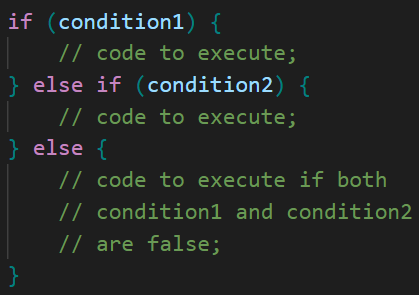 if (condition1) {
    // code to execute;
} else if (condition2) {
    // code to execute;
} else {
    // code to execute if both
    // condition1 and condition2
    // are false;
}